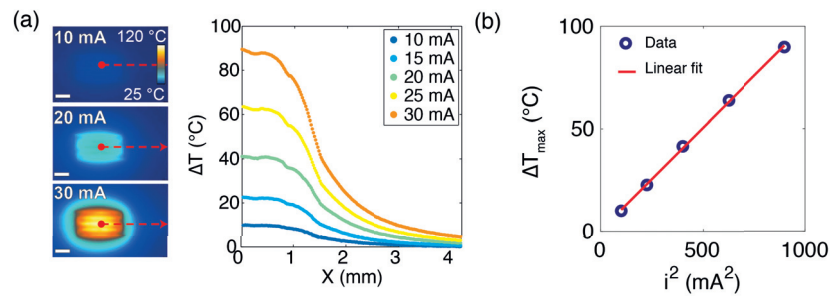 (a)
10 mA
120 °C
25 °C
20 mA
30 mA
ΔT (°C)
100
80
60
40
20
0
0
1
2
3
4
X (mm)
10 mA
15 mA
20 mA
25 mA
30 mA
(b)
ΔTmax (°C)
100
50
0
0
500
1000
i² (mA²)
Data
Linear fit